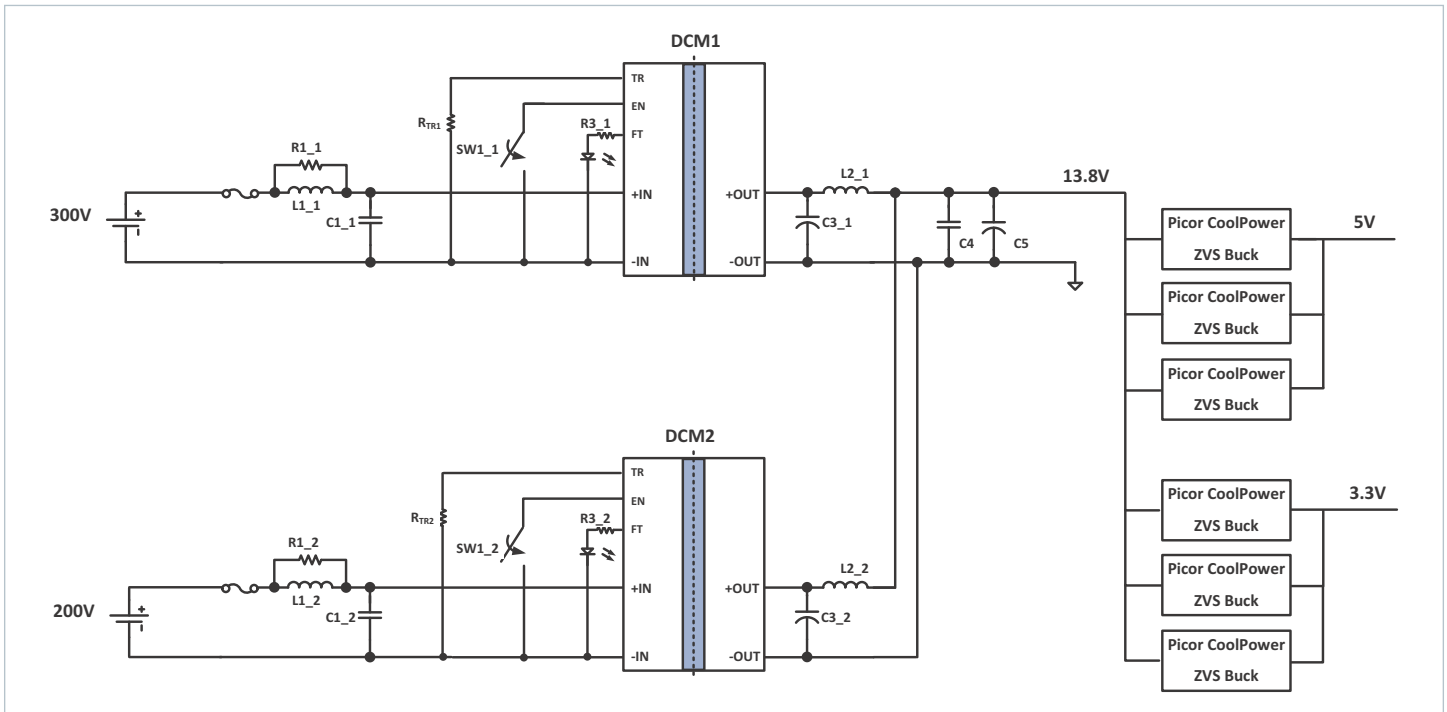 DCM1
TR
EN
FT
R_TR1
SW1_1
R3_1
R1_1
L1_1
C1_1
300V
+
+IN
-IN
+OUT
-OUT
L2_1
C3_1
C4
C5
13.8V
Picor CoolPower
ZVS Buck
5V
Picor CoolPower
ZVS Buck
Picor CoolPower
ZVS Buck
DCM2
TR
EN
FT
R_TR2
SW1_2
R3_2
R1_2
L1_2
C1_2
200V
+
+IN
-IN
+OUT
-OUT
L2_2
C3_2
Picor CoolPower
ZVS Buck
3.3V
Picor CoolPower
ZVS Buck
Picor CoolPower
ZVS Buck